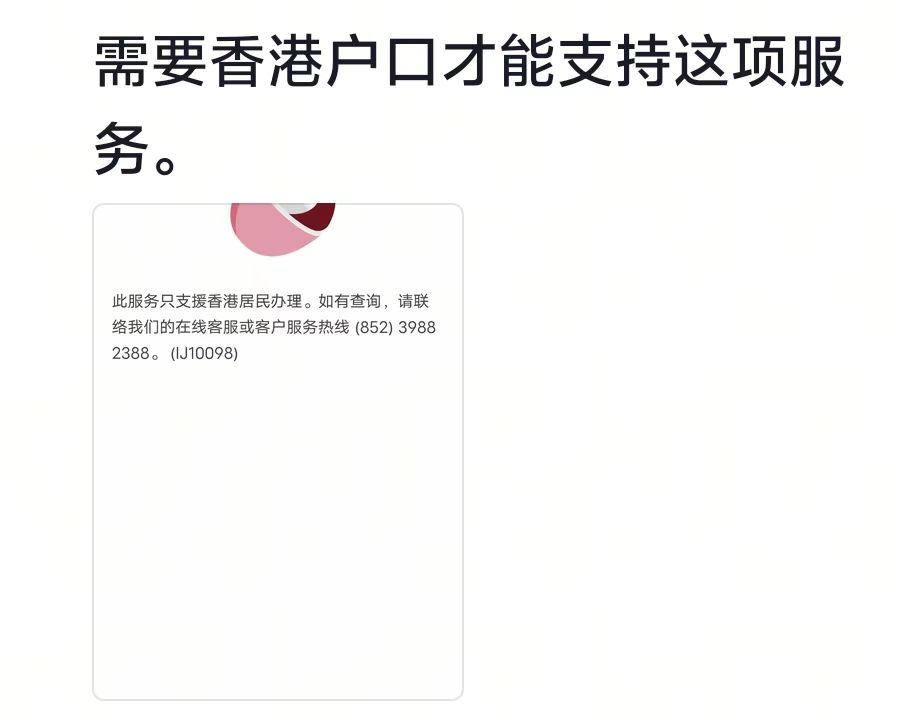 需要香港户口才能支持这项服
务。
此服务只支援香港居民办理。如有查询，请联
络我们的在线客服或客户服务热线 (852) 3988
2388。 (IJ10098)